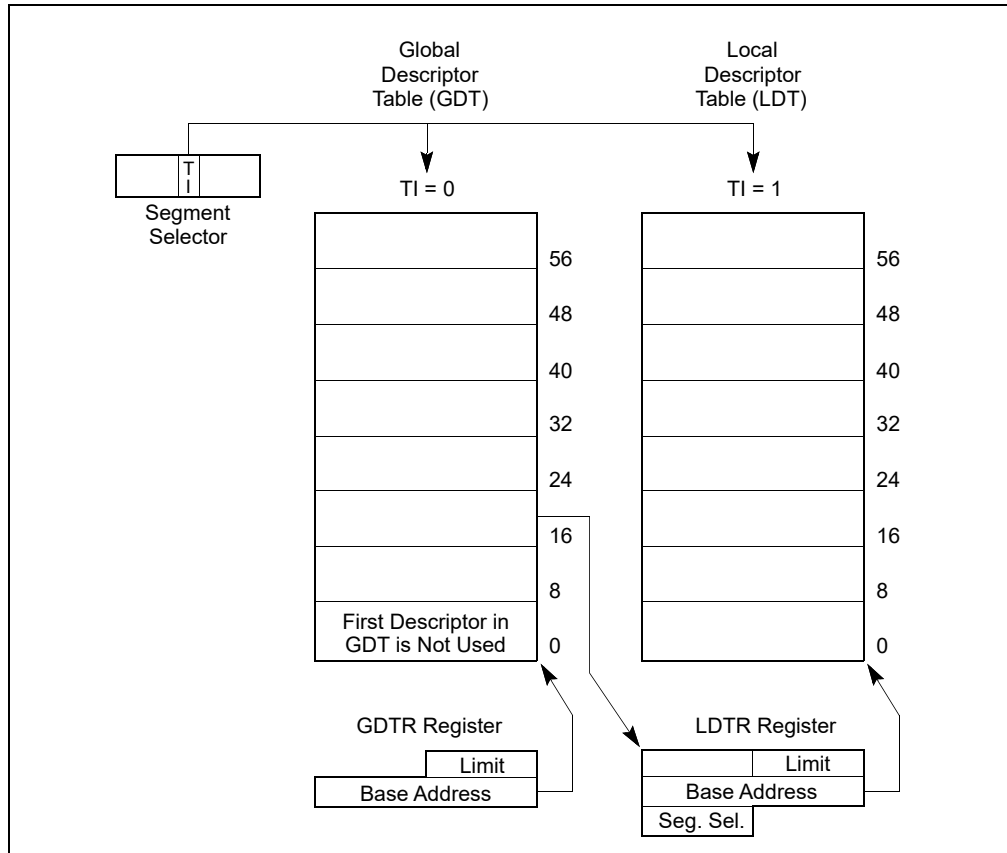 Global
Descriptor
Table (GDT)
Local
Descriptor
Table (LDT)
T
I
Segment
Selector
TI = 0
TI = 1
56
48
40
32
24
16
8
0
First Descriptor in
GDT is Not Used
56
48
40
32
24
16
8
0
GDTR Register
Limit
Base Address
LDTR Register
Limit
Base Address
Seg. Sel.